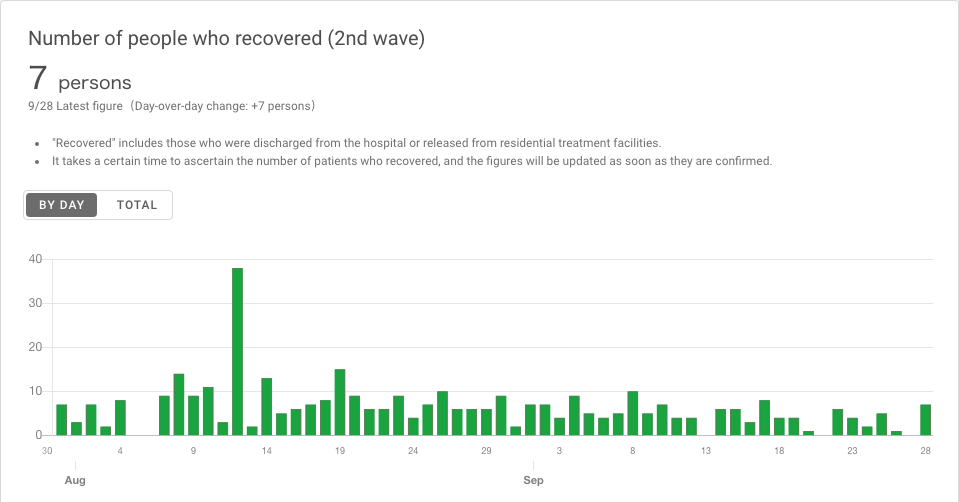 Number of people who recovered (2nd wave)
7 persons
9/28 Latest figure（Day-over-day change: +7 persons）
• "Recovered" includes those who were discharged from the hospital or released from residential treatment facilities.
• It takes a certain time to ascertain the number of patients who recovered, and the figures will be updated as soon as they are confirmed.
BY DAY TOTAL
40
30
20
10
0
30 4 9 14 19 24 29 3 8 13 18 23 28
Aug Sep